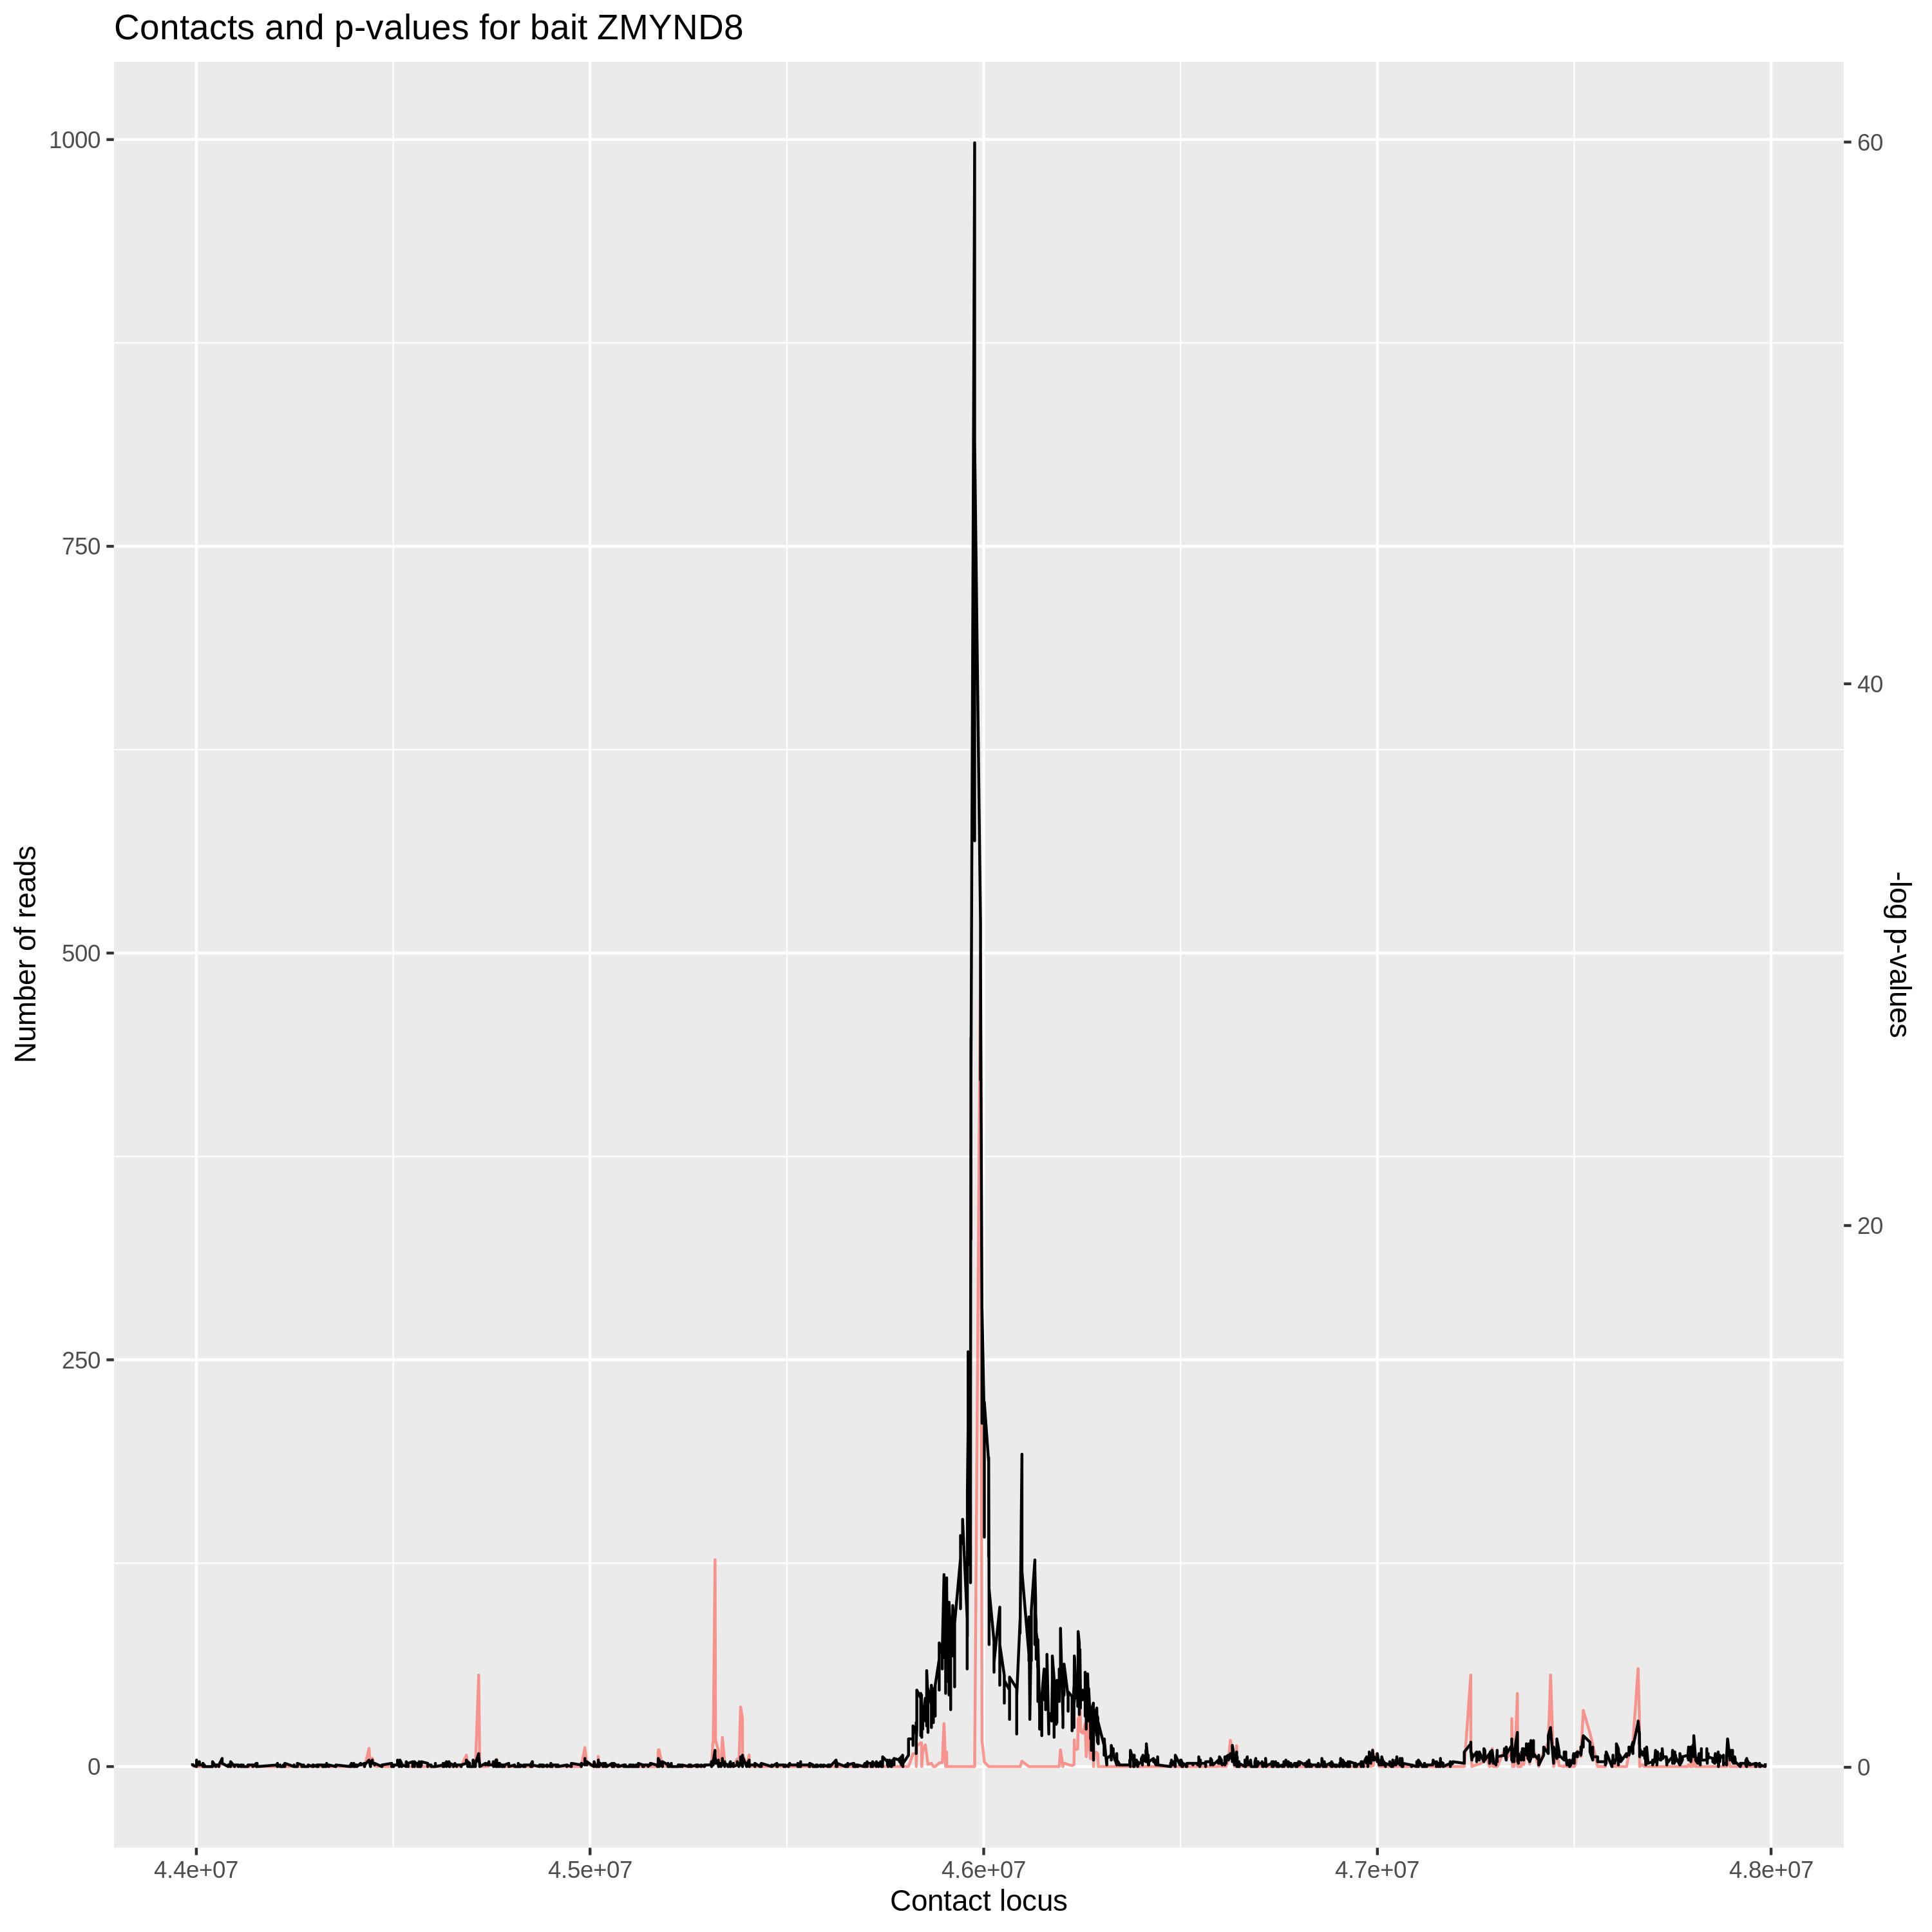 Contacts and p-values for bait ZMYND8
1000
750
500
250
0
Number of reads
60
40
20
0
-log p-values
4.4e+07
4.5e+07
4.6e+07
4.7e+07
4.8e+07
Contact locus